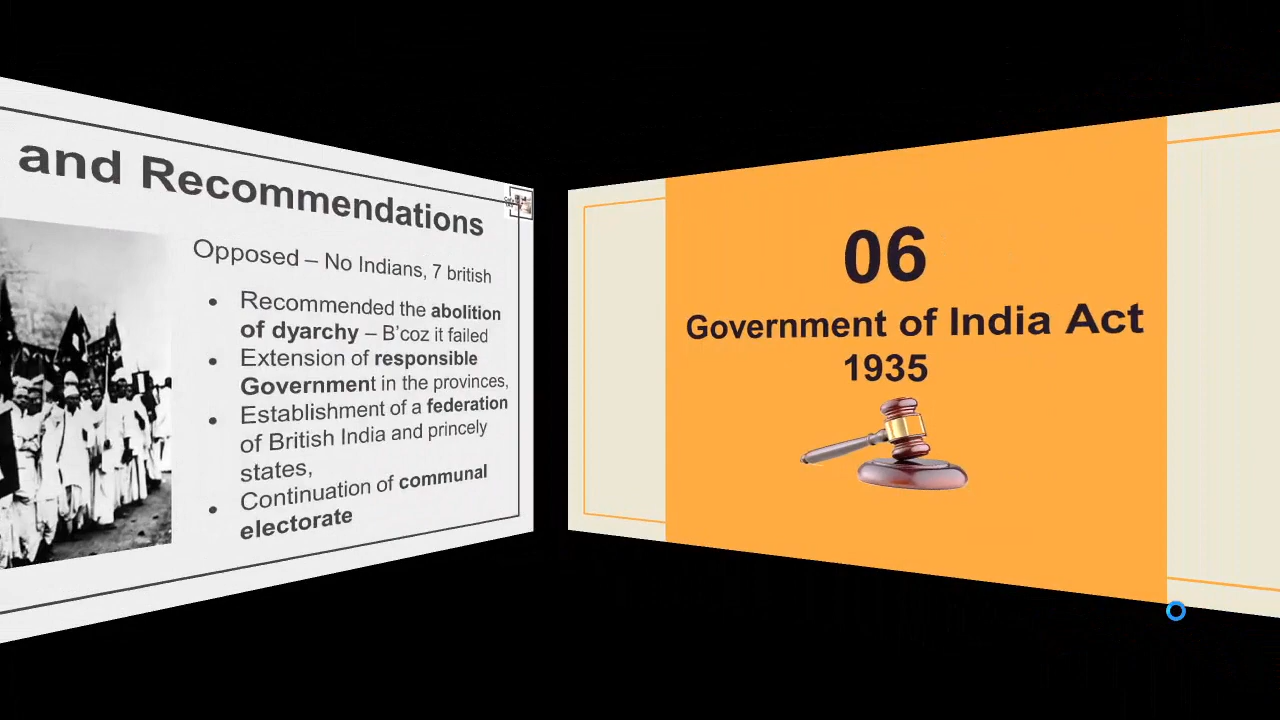 and Recommendations
Opposed – No Indians, 7 british
• Recommended the abolition
of dyarchy – B'coz it failed
• Extension of responsible
Government in the provinces,
• Establishment of a federation
of British India and princely
states,
• Continuation of communal
electorate
06
Government of India Act
1935